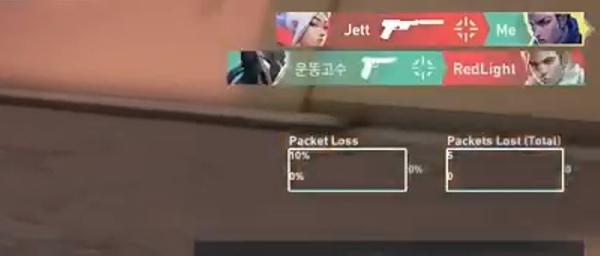 Jett Me
운동고수 RedLight
Packet Loss Packets Lost (Total)
10% 5
0% 0% 0 0